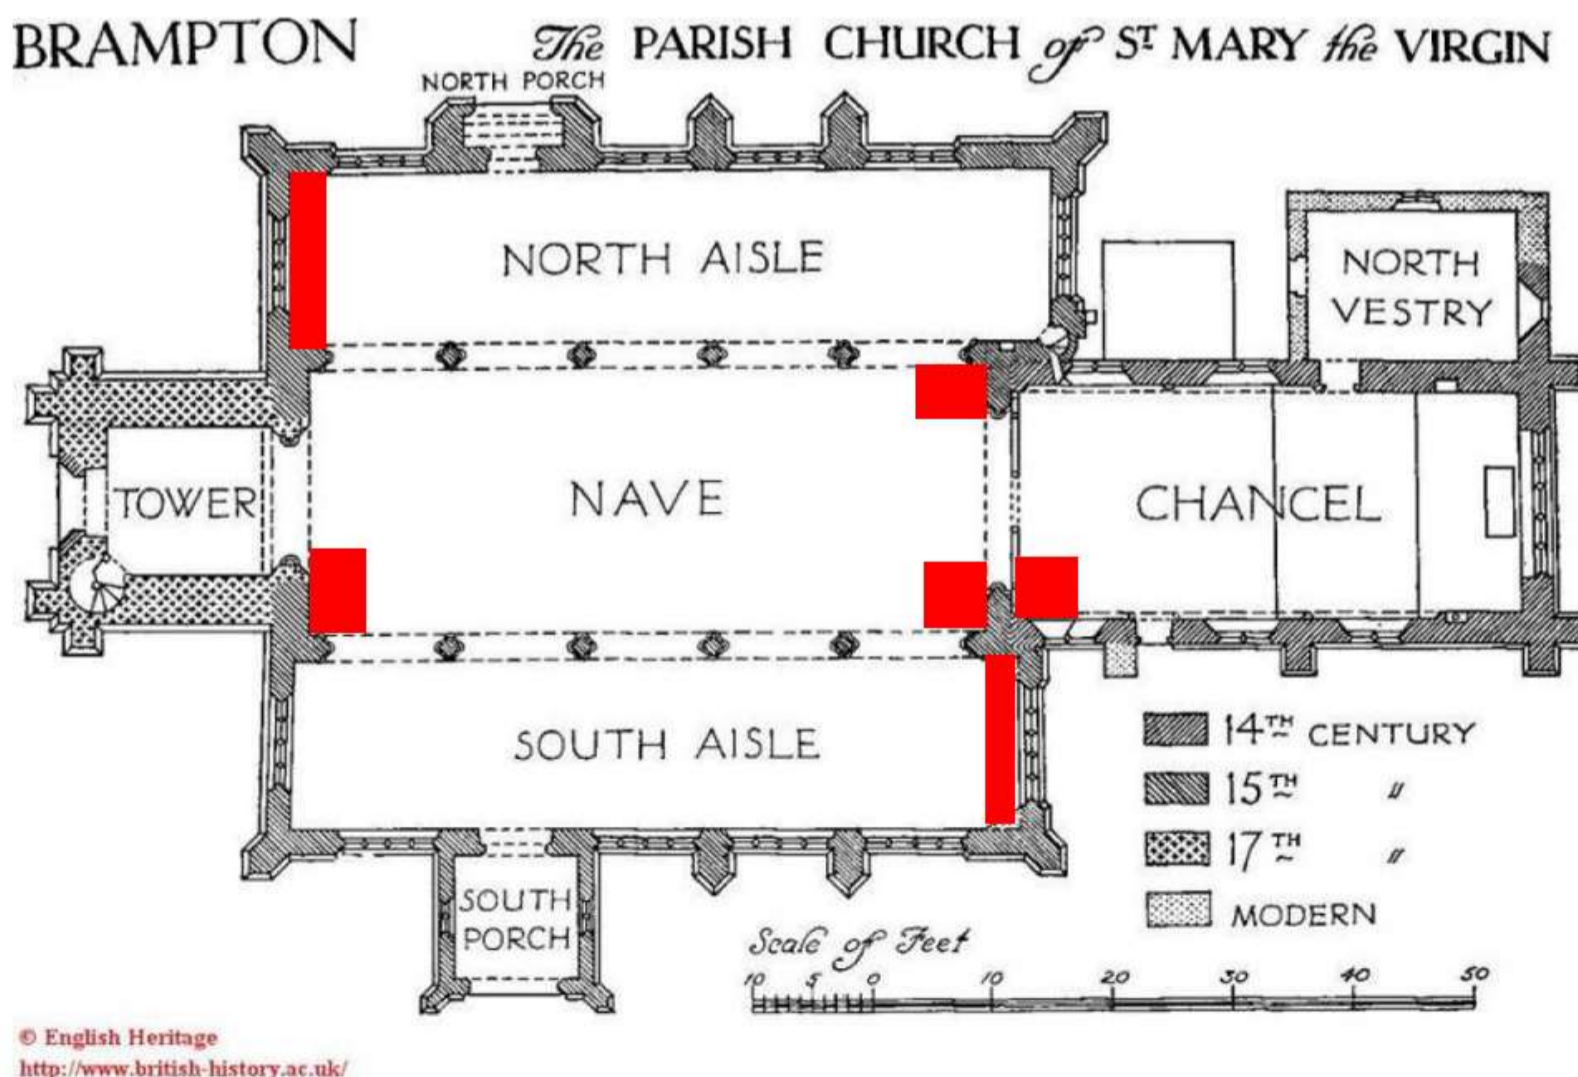 BRAMPTON The PARISH CHURCH of ST MARY the VIRGIN
NORTH PORCH
NORTH AISLE
NORTH
VESTRY
TOWER
NAVE
CHANCEL
SOUTH AISLE
SOUTH
PORCH
14TH CENTURY
15TH "
17TH "
MODERN
Scale of Feet
10 5 0 10 20 30 40 50
© English Heritage
http://www.british-history.ac.uk/